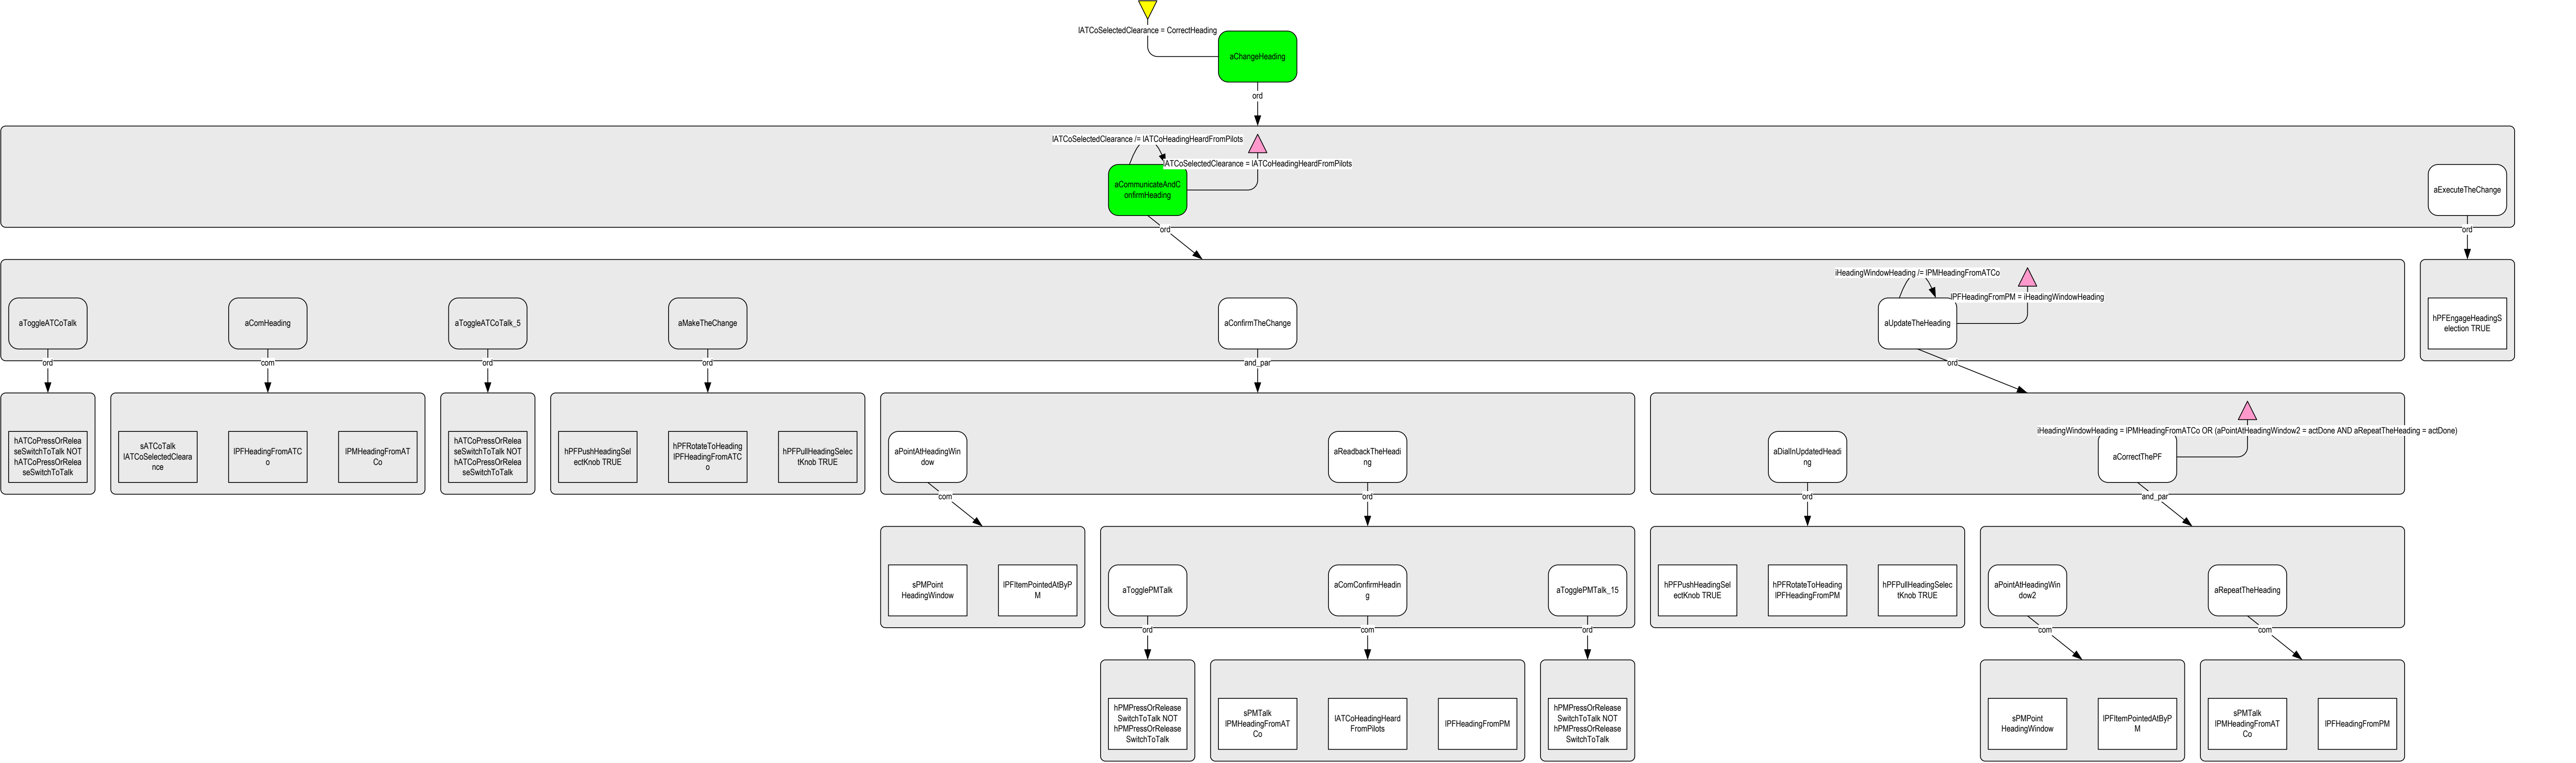 lATCoSelectedClearance = CorrectHeading
aChangeHeading
ord
lATCoSelectedClearance /= lATCoHeadingHeardFromPilots
lATCoSelectedClearance = lATCoHeadingHeardFromPilots
aCommunicateAndC
onfirmHeading
aExecuteTheChange
ord
ord
iHeadingWindowHeading /= lPMHeadingFromATCo
lPFHeadingFromPM = iHeadingWindowHeading
aToggleATCoTalk
aComHeading
aToggleATCoTalk_5
aMakeTheChange
aConfirmTheChange
aUpdateTheHeading
hPFEngageHeadingS
election TRUE
ord
com
ord
ord
and_par
ord
hATCoPressOrRelea
seSwitchToTalk NOT
hATCoPressOrRelea
seSwitchToTalk
sATCoTalk
lATCoSelectedCleara
nce
lPFHeadingFromATC
o
lPMHeadingFromAT
Co
hATCoPressOrRelea
seSwitchToTalk NOT
hATCoPressOrRelea
seSwitchToTalk
hPFPushHeadingSel
ectKnob TRUE
hPFRotateToHeading
lPFHeadingFromATC
o
hPFPullHeadingSelec
tKnob TRUE
aPointAtHeadingWin
dow
aReadbackTheHeadi
ng
aDialInUpdatedHeadi
ng
iHeadingWindowHeading = lPMHeadingFromATCo OR (aPointAtHeadingWindow2 = actDone AND aRepeatTheHeading = actDone)
aCorrectThePF
com
ord
ord
and_par
sPMPoint
HeadingWindow
lPFItemPointedAtByP
M
aTogglePMTalk
aComConfirmHeadin
g
aTogglePMTalk_15
hPFPushHeadingSel
ectKnob TRUE
hPFRotateToHeading
lPFHeadingFromPM
hPFPullHeadingSelec
tKnob TRUE
aPointAtHeadingWin
dow2
aRepeatTheHeading
ord
com
ord
com
com
hPMPressOrRelease
SwitchToTalk NOT
hPMPressOrRelease
SwitchToTalk
sPMTalk
lPMHeadingFromAT
Co
lATCoHeadingHeard
FromPilots
lPFHeadingFromPM
hPMPressOrRelease
SwitchToTalk NOT
hPMPressOrRelease
SwitchToTalk
sPMPoint
HeadingWindow
lPFItemPointedAtByP
M
sPMTalk
lPMHeadingFromAT
Co
lPFHeadingFromPM